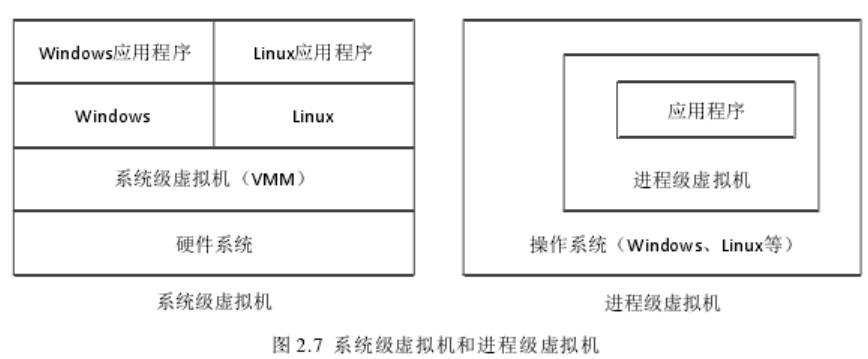 Windows应用程序
Linux应用程序
Windows
Linux
系统级虚拟机（VMM）
硬件系统
系统级虚拟机
应用程序
进程级虚拟机
操作系统（Windows、Linux等）
进程级虚拟机
图 2.7 系统级虚拟机和进程级虚拟机